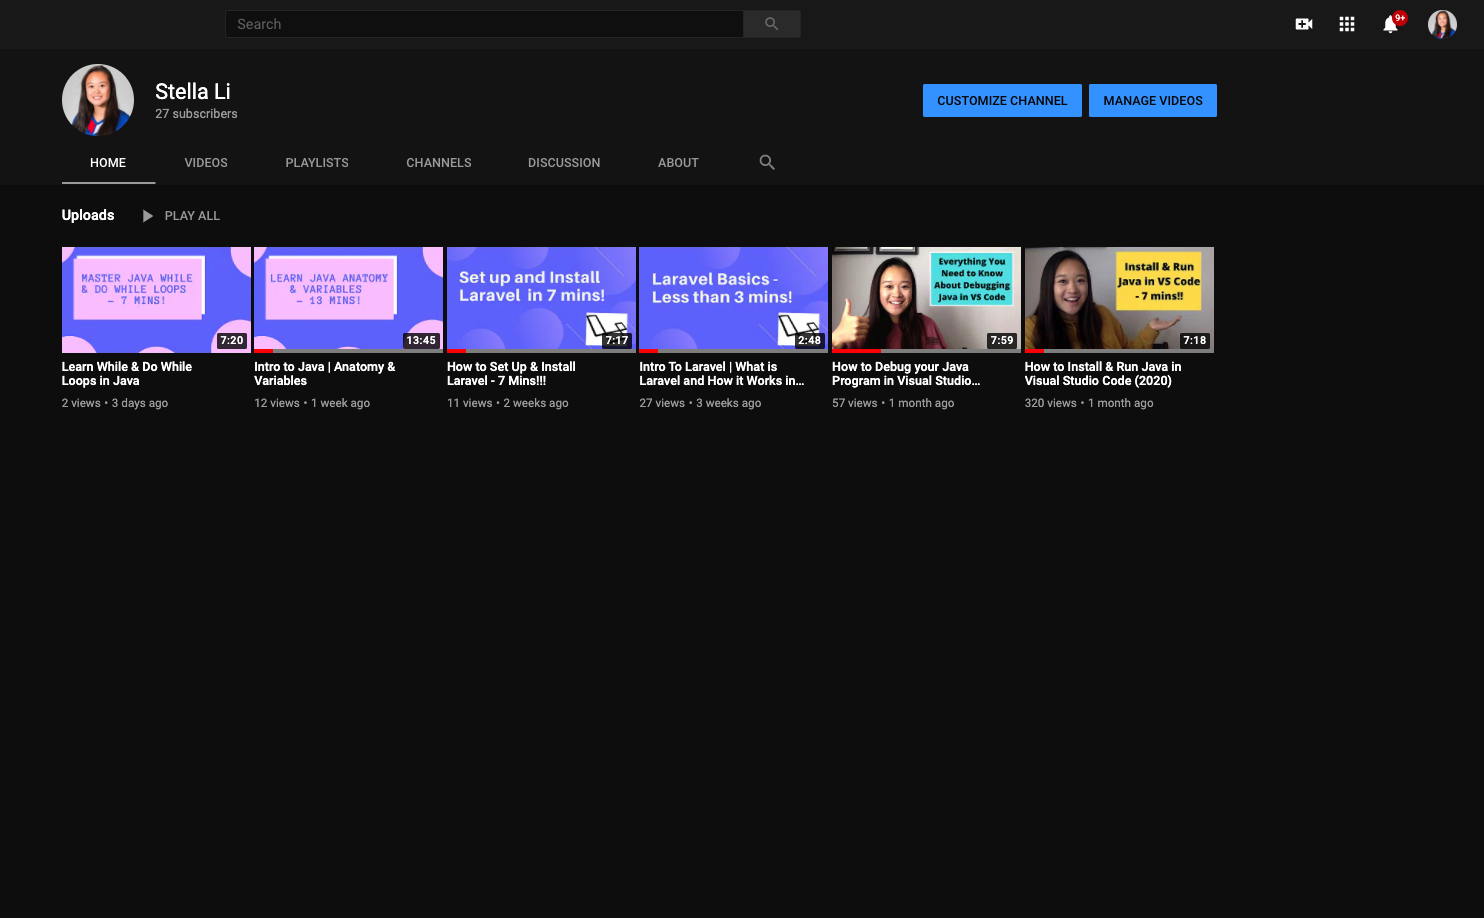 Search
9+
Stella Li
27 subscribers
CUSTOMIZE CHANNEL
MANAGE VIDEOS
HOME
VIDEOS
PLAYLISTS
CHANNELS
DISCUSSION
ABOUT
Uploads
PLAY ALL
MASTER JAVA WHILE
& DO WHILE LOOPS
– 7 MINS!
7:20
Learn While & Do While
Loops in Java
2 views • 3 days ago
LEARN JAVA ANATOMY
& VARIABLES
– 13 MINS!
13:45
Intro to Java | Anatomy &
Variables
12 views • 1 week ago
Set up and Install
Laravel in 7 mins!
7:17
How to Set Up & Install
Laravel - 7 Mins!!!
11 views • 2 weeks ago
Laravel Basics -
Less than 3 mins!
2:48
Intro To Laravel | What is
Laravel and How it Works in...
27 views • 3 weeks ago
Everything You
Need to Know
About Debugging
Java in VS Code
7:59
How to Debug your Java
Program in Visual Studio...
57 views • 1 month ago
Install & Run
Java in VS Code
- 7 mins!!
7:18
How to Install & Run Java in
Visual Studio Code (2020)
320 views • 1 month ago